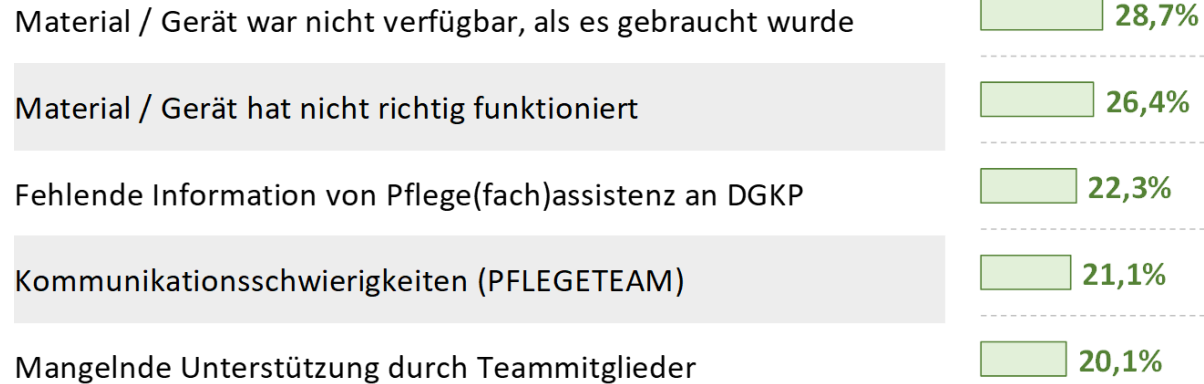 Material / Gerät war nicht verfügbar, als es gebraucht wurde 28,7%
Material / Gerät hat nicht richtig funktioniert 26,4%
Fehlende Information von Pflege(fach)assistenz an DGKP 22,3%
Kommunikationsschwierigkeiten (PFLEGETEAM) 21,1%
Mangelnde Unterstützung durch Teammitglieder 20,1%